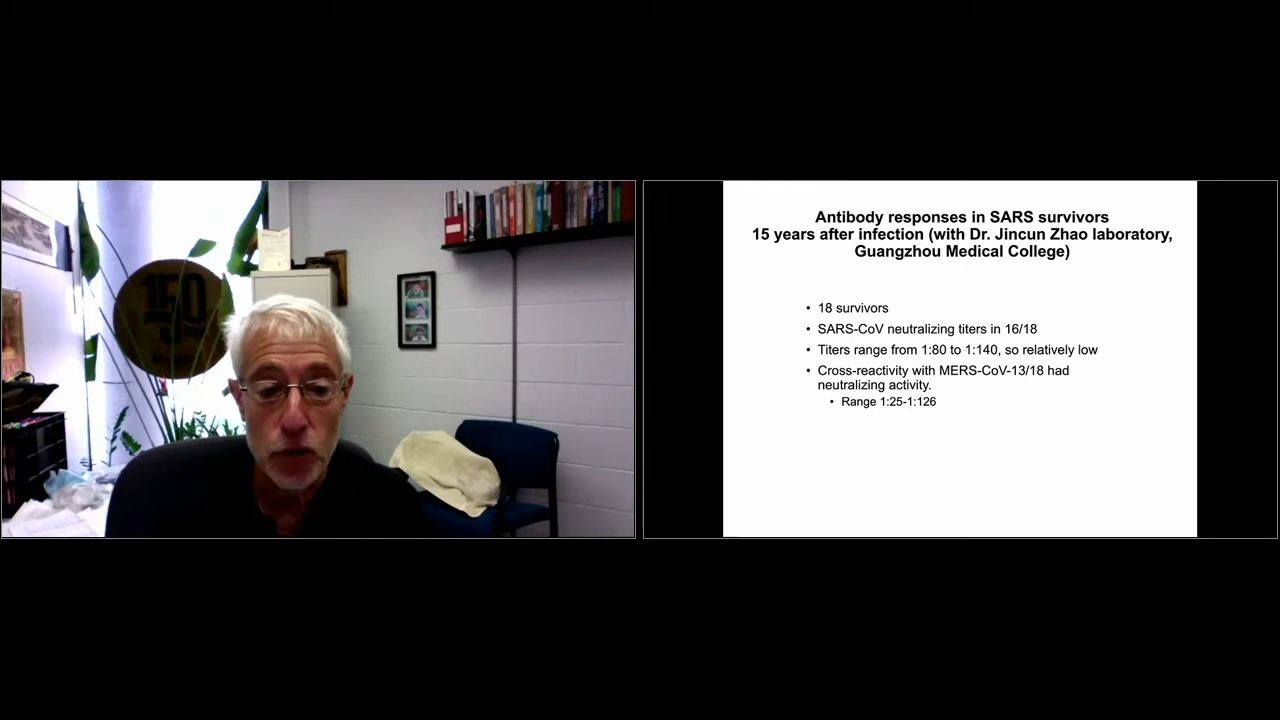 150
Antibody responses in SARS survivors
15 years after infection (with Dr. Jincun Zhao laboratory,
Guangzhou Medical College)
• 18 survivors
• SARS-CoV neutralizing titers in 16/18
• Titers range from 1:80 to 1:140, so relatively low
• Cross-reactivity with MERS-CoV-13/18 had
neutralizing activity.
• Range 1:25-1:126